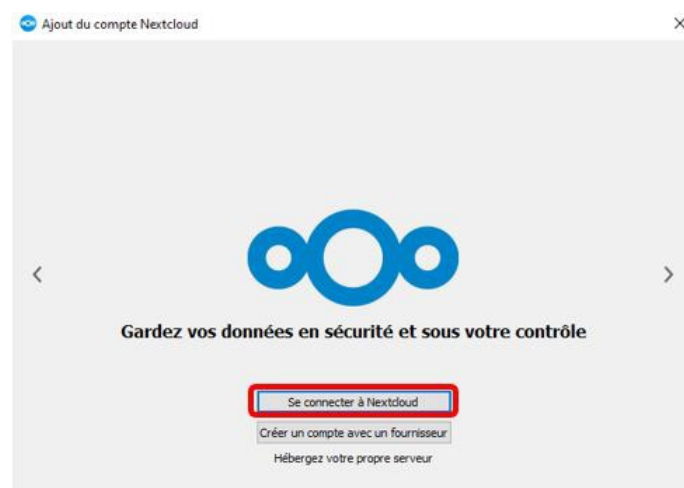 Ajout du compte Nextcloud
Gardez vos données en sécurité et sous votre contrôle
Se connecter à Nextcloud
Créer un compte avec un fournisseur
Hébergez votre propre serveur